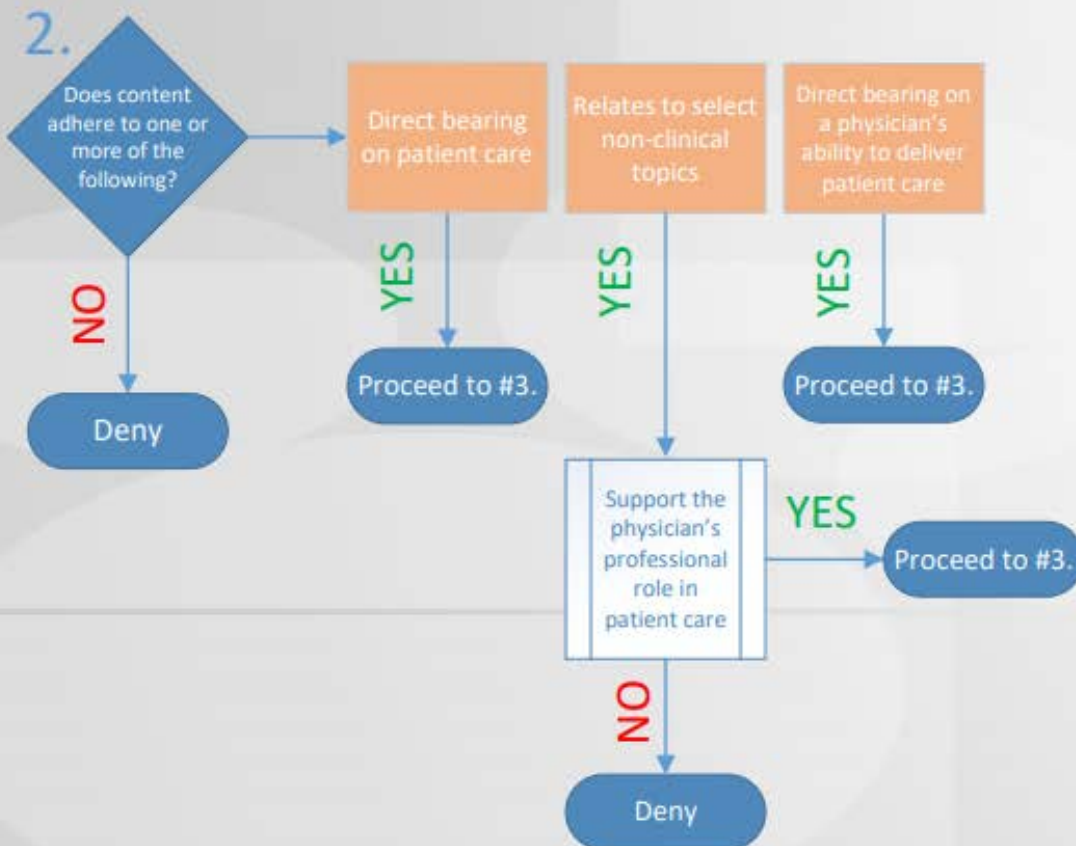 2.
Does content
adhere to one or
more of the
following?
Direct bearing
on patient care
Relates to select
non-clinical
topics
Direct bearing on
a physician's
ability to deliver
patient care
NO
YES
YES
YES
Deny
Proceed to #3.
Proceed to #3.
Support the
physician's
professional
role in
patient care
YES
Proceed to #3.
NO
Deny